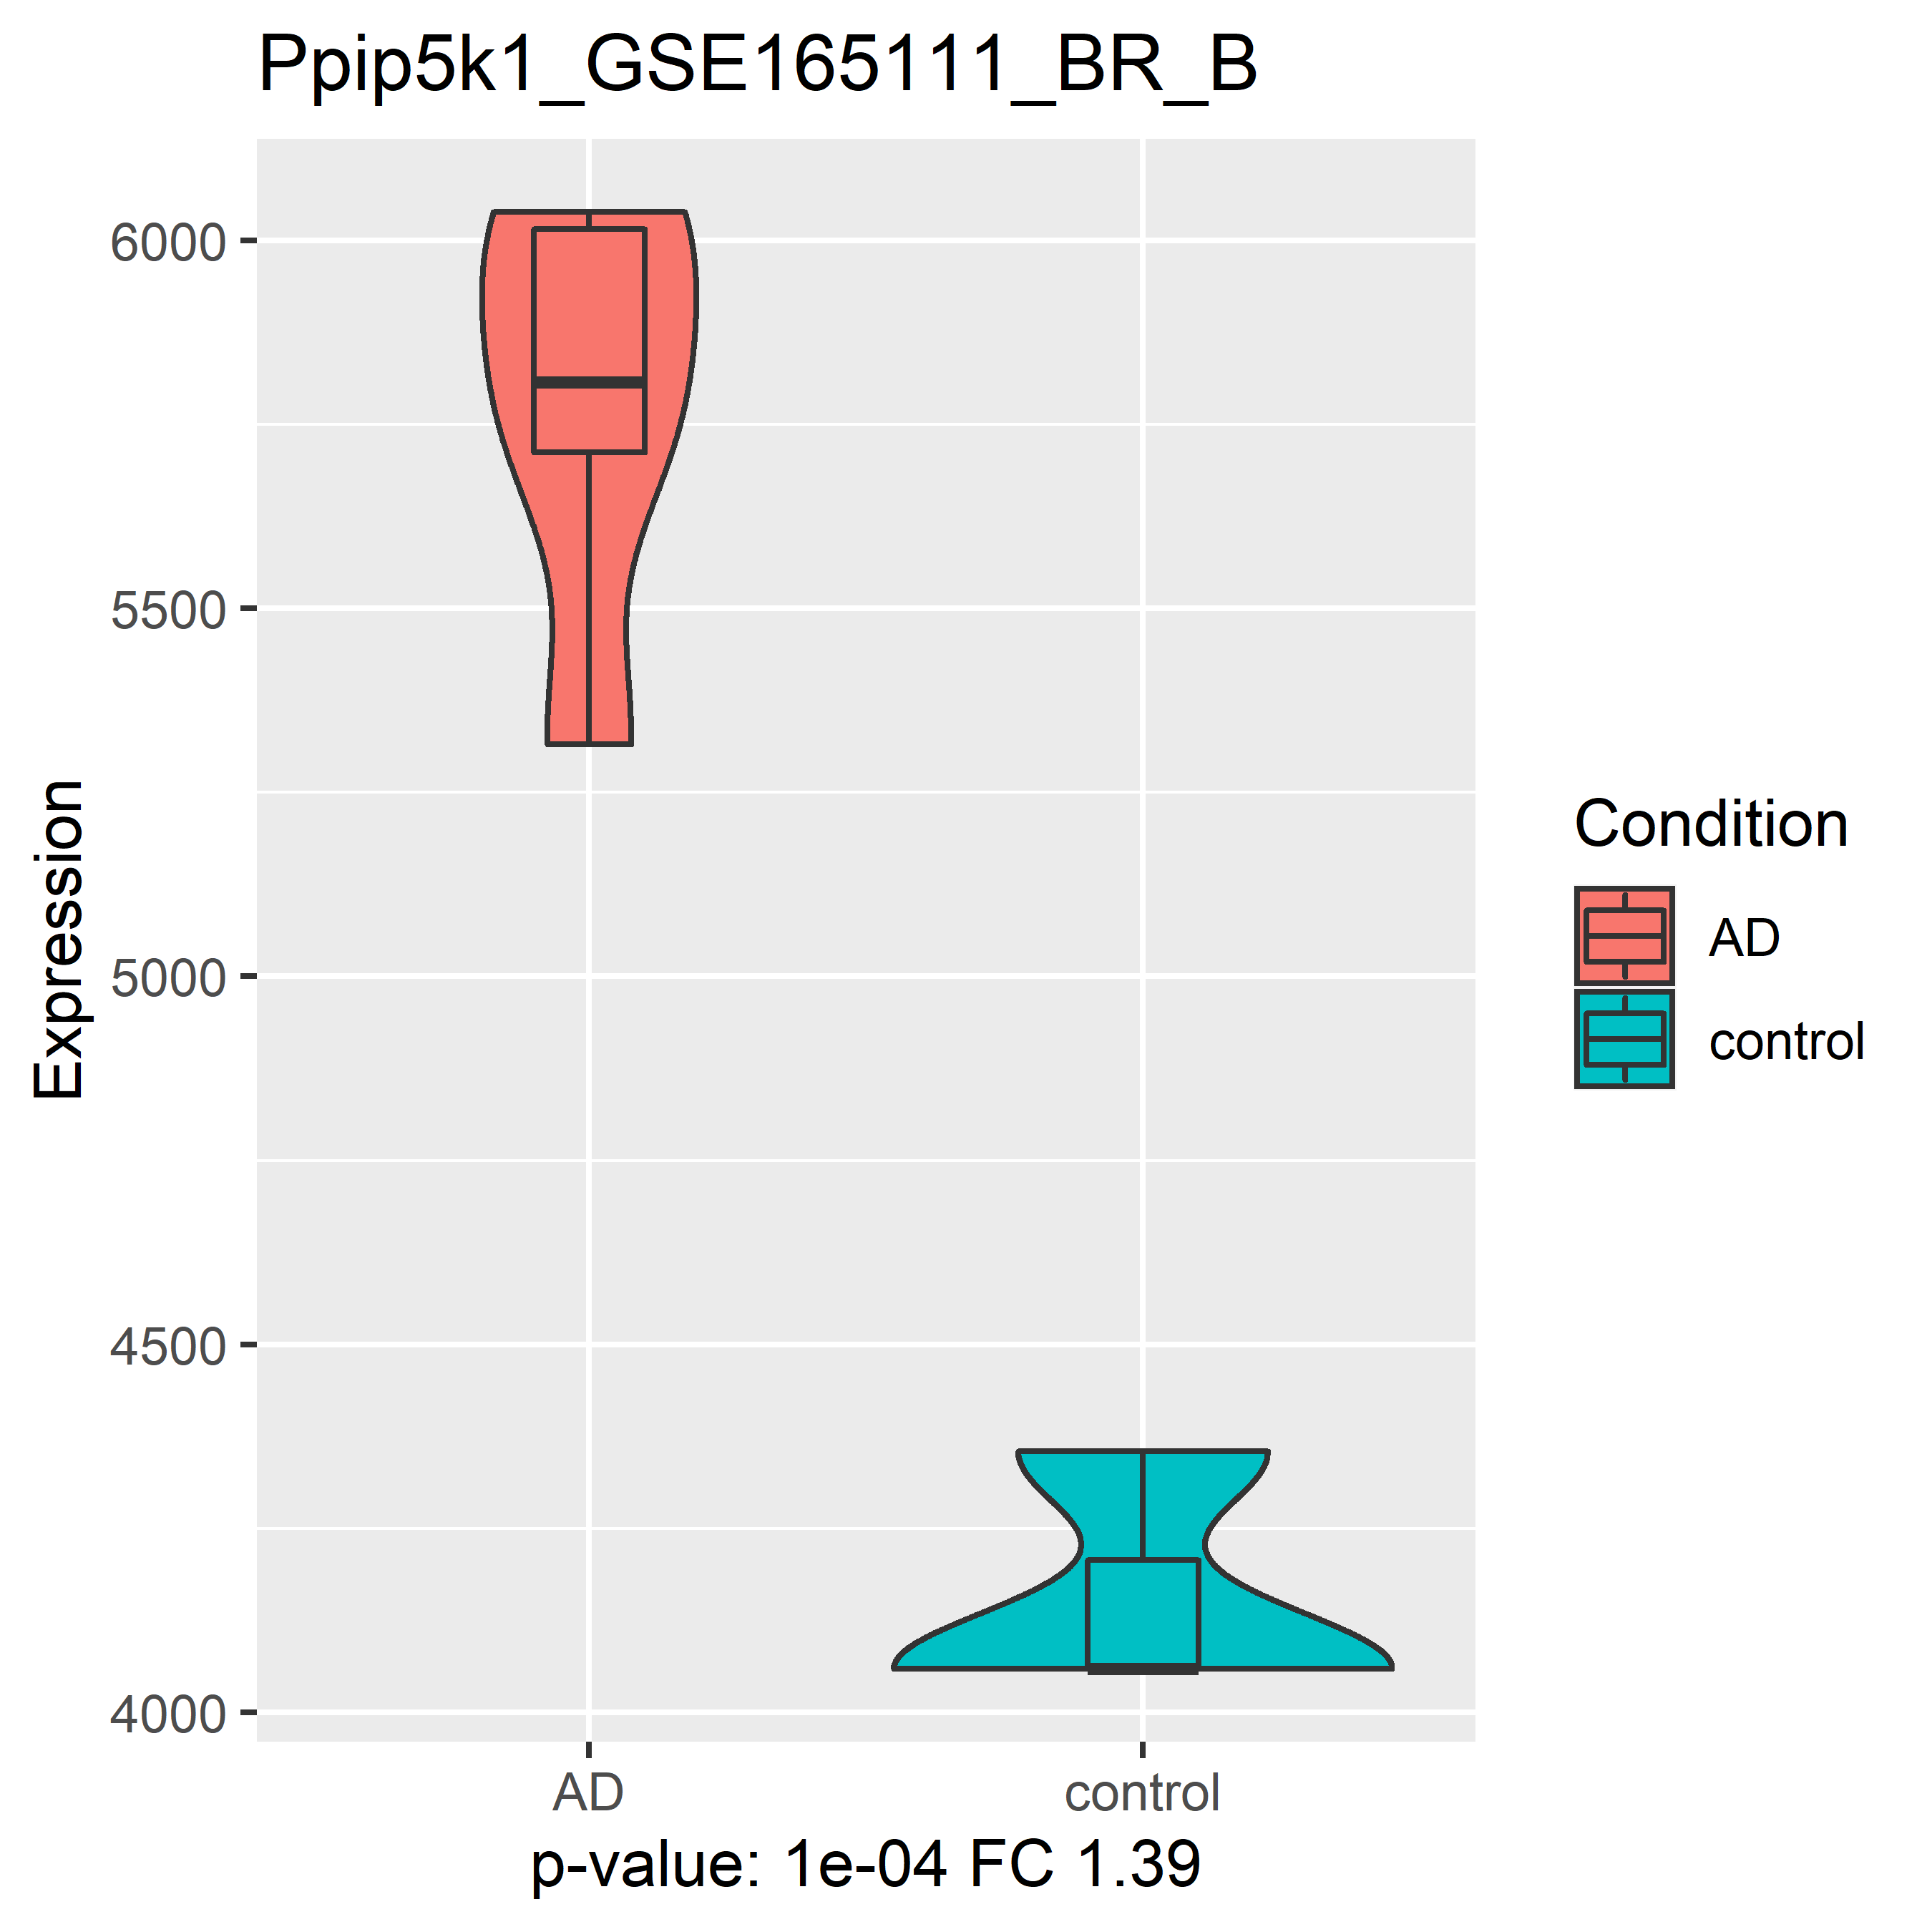 Ppip5k1_GSE165111_BR_B
6000
5500
5000
4500
4000
Expression
AD
control
p-value: 1e-04 FC 1.39
Condition
AD
control